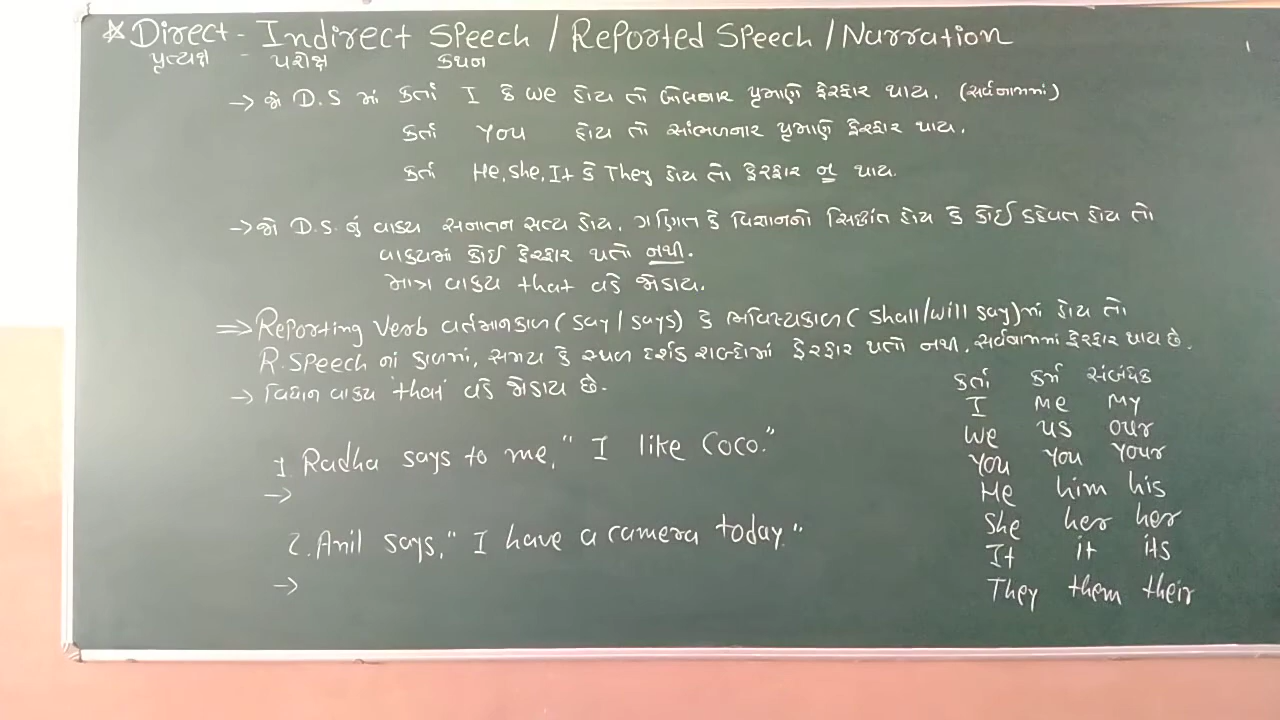 * Direct - Indirect Speech / Reported Speech / Narration
પ્રત્યક્ષ - પરોક્ષ કથન
→ જો D.S માં કર્તા I કે We હોય તો બોલનાર પ્રમાણે ફેરફાર થાય. (સર્વનામમાં)
કર્તા You હોય તો સાંભળનાર પ્રમાણે ફેરફાર થાય.
કર્તા He, She, It કે They હોય તો ફેરફાર ન થાય.
→ જો D.S. નું વાક્ય સનાતન સત્ય હોય, ગણિત કે વિજ્ઞાનનો સિદ્ધાંત હોય કે કોઈ કહેવત હોય તો
વાક્યમાં કોઈ ફેરફાર થતો નથી.
માત્ર વાક્ય that વડે જોડાય.
⇒ Reporting Verb વર્તમાનકાળ (say / says) કે ભવિષ્યકાળ (shall/will say) માં હોય તો
R. Speech નાં કાળમાં, સમય કે સ્થળ દર્શક શબ્દોમાં ફેરફાર થતો નથી, સર્વનામમાં ફેરફાર થાય છે.
→ વિધાન વાક્ય 'that' વડે જોડાય છે.
1 Radha says to me, "I like Coco."
→
2. Anil says, "I have a camera today."
→
કર્તા કર્મ સંબંધક
I me my
We us our
You you your
He him his
She her her
It it its
They them their